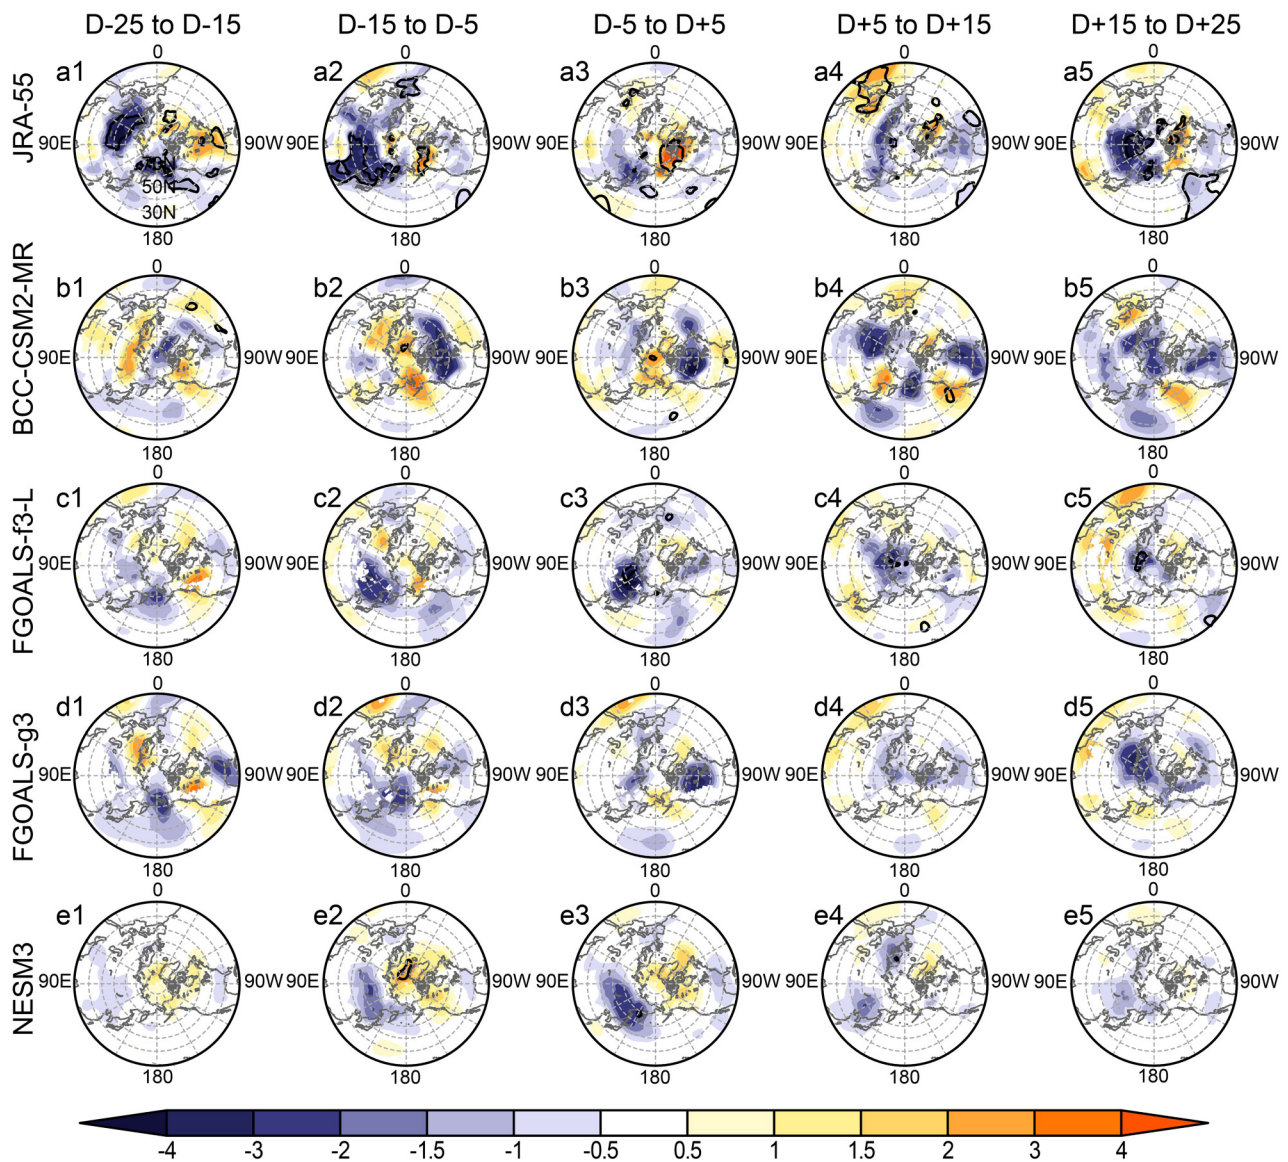 D-25 to D-15 D-15 to D-5 D-5 to D+5 D+5 to D+15 D+15 to D+25
0 0 0 0 0
JRA-55
a1 a2 a3 a4 a5
90E 90W 90E 90W 90E 90W 90E 90W 90E 90W
70N
50N
30N
180 180 180 180 180
0 0 0 0 0
BCC-CSM2-MR
b1 b2 b3 b4 b5
90E 90W 90E 90W 90E 90W 90E 90W 90E 90W
180 180 180 180 180
0 0 0 0 0
FGOALS-f3-L
c1 c2 c3 c4 c5
90E 90W 90E 90W 90E 90W 90E 90W 90E 90W
180 180 180 180 180
0 0 0 0 0
FGOALS-g3
d1 d2 d3 d4 d5
90E 90W 90E 90W 90E 90W 90E 90W 90E 90W
180 180 180 180 180
0 0 0 0 0
NESM3
e1 e2 e3 e4 e5
90E 90W 90E 90W 90E 90W 90E 90W 90E 90W
180 180 180 180 180
-4 -3 -2 -1.5 -1 -0.5 0.5 1 1.5 2 3 4